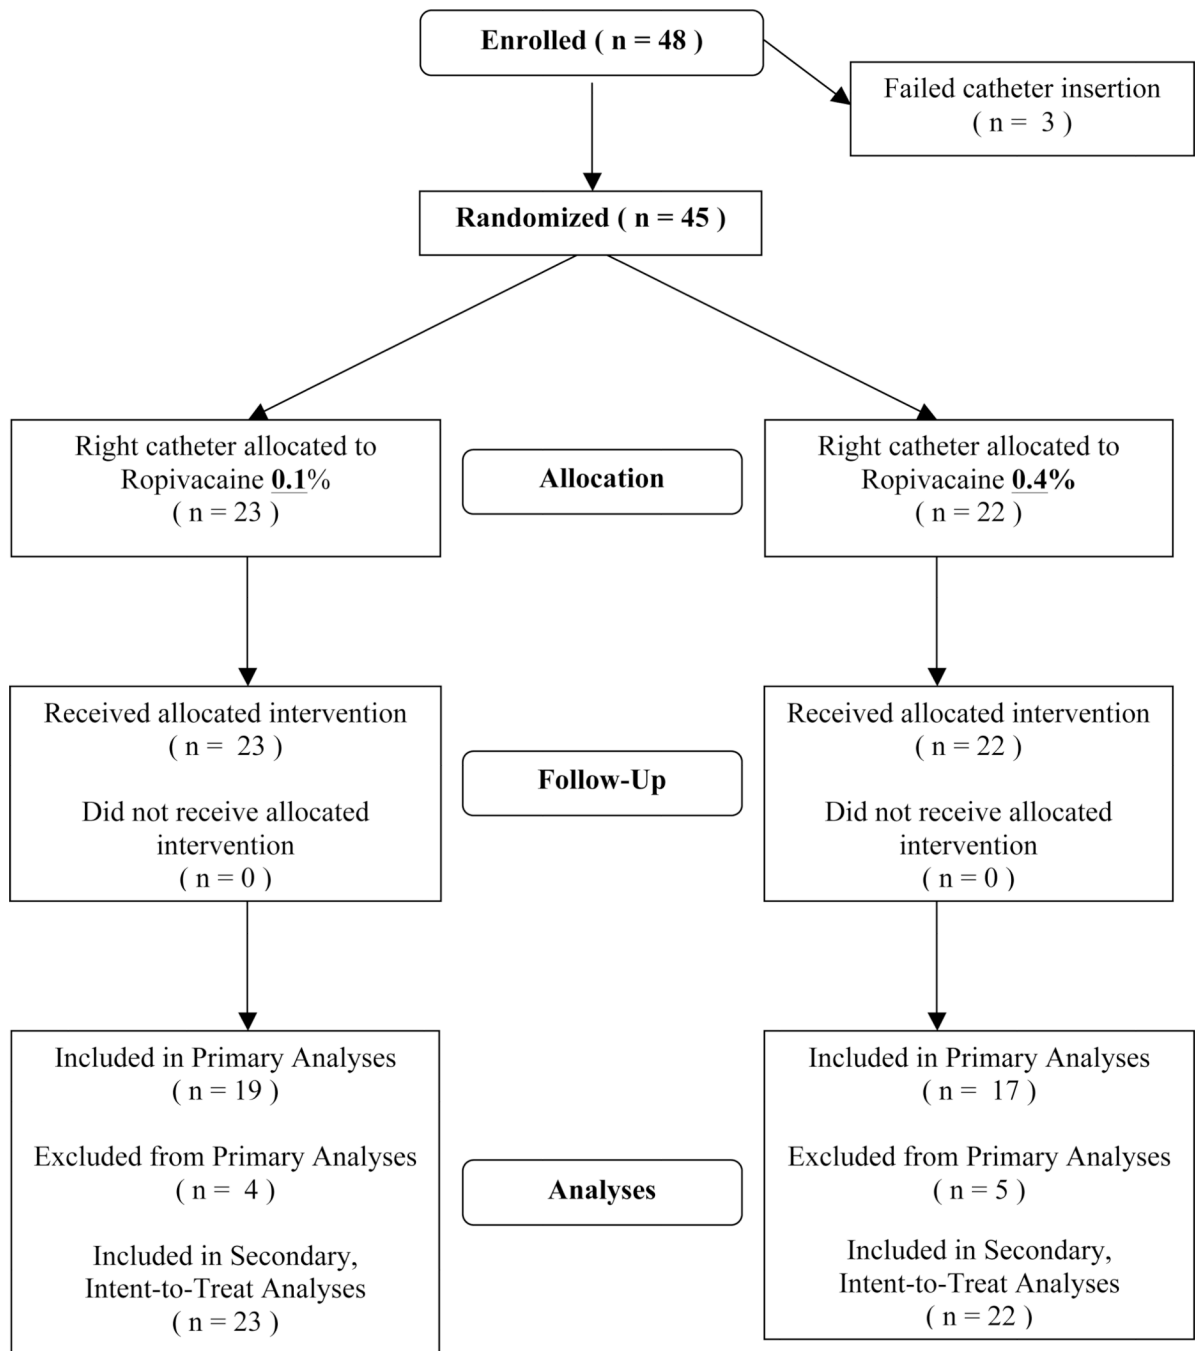 Enrolled ( n = 48 )
Failed catheter insertion
( n = 3 )
Randomized ( n = 45 )
Right catheter allocated to
Ropivacaine 0.1%
( n = 23 )
Allocation
Right catheter allocated to
Ropivacaine 0.4%
( n = 22 )
Received allocated intervention
( n = 23 )
Did not receive allocated
intervention
( n = 0 )
Follow-Up
Received allocated intervention
( n = 22 )
Did not receive allocated
intervention
( n = 0 )
Included in Primary Analyses
( n = 19 )
Excluded from Primary Analyses
( n = 4 )
Included in Secondary,
Intent-to-Treat Analyses
( n = 23 )
Analyses
Included in Primary Analyses
( n = 17 )
Excluded from Primary Analyses
( n = 5 )
Included in Secondary,
Intent-to-Treat Analyses
( n = 22 )